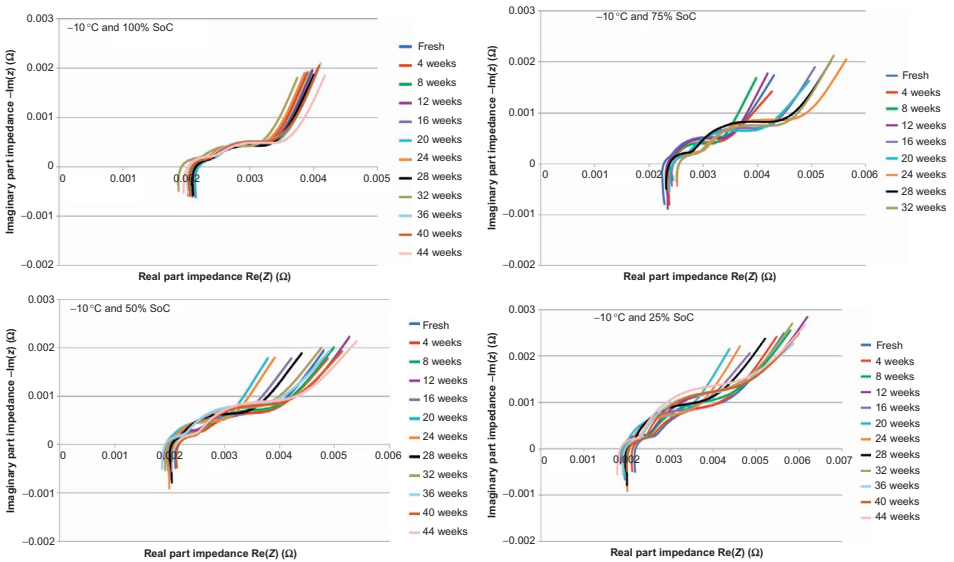 −10 °C and 100% SoC
Imaginary part impedance −Im(z) (Ω)
0.003
0.002
0.001
0
−0.001
−0.002
0
0.001
0.002
0.003
0.004
0.005
Real part impedance Re(Z) (Ω)
Fresh
4 weeks
8 weeks
12 weeks
16 weeks
20 weeks
24 weeks
28 weeks
32 weeks
36 weeks
40 weeks
44 weeks
−10 °C and 75% SoC
Imaginary part impedance −Im(z) (Ω)
0.003
0.002
0.001
0
−0.001
−0.002
0
0.001
0.002
0.003
0.004
0.005
0.006
Real part impedance Re(Z) (Ω)
Fresh
4 weeks
8 weeks
12 weeks
16 weeks
20 weeks
24 weeks
28 weeks
32 weeks
−10 °C and 50% SoC
Imaginary part impedance −Im(z) (Ω)
0.003
0.002
0.001
0
−0.001
−0.002
0
0.001
0.002
0.003
0.004
0.005
0.006
Real part impedance Re(Z) (Ω)
Fresh
4 weeks
8 weeks
12 weeks
16 weeks
20 weeks
24 weeks
28 weeks
32 weeks
36 weeks
40 weeks
44 weeks
−10 °C and 25% SoC
Imaginary part impedance −Im(z) (Ω)
0.003
0.002
0.001
0
−0.001
−0.002
0
0.001
0.002
0.003
0.004
0.005
0.006
0.007
Real part impedance Re(Z) (Ω)
Fresh
4 weeks
8 weeks
12 weeks
16 weeks
20 weeks
24 weeks
28 weeks
32 weeks
36 weeks
40 weeks
44 weeks